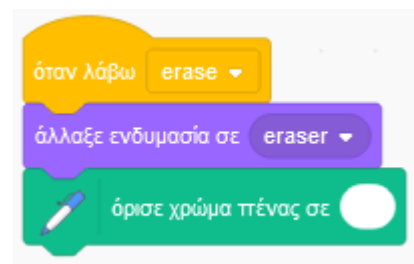 όταν λάβω erase
άλλαξε ενδυμασία σε eraser
όρισε χρώμα πένας σε